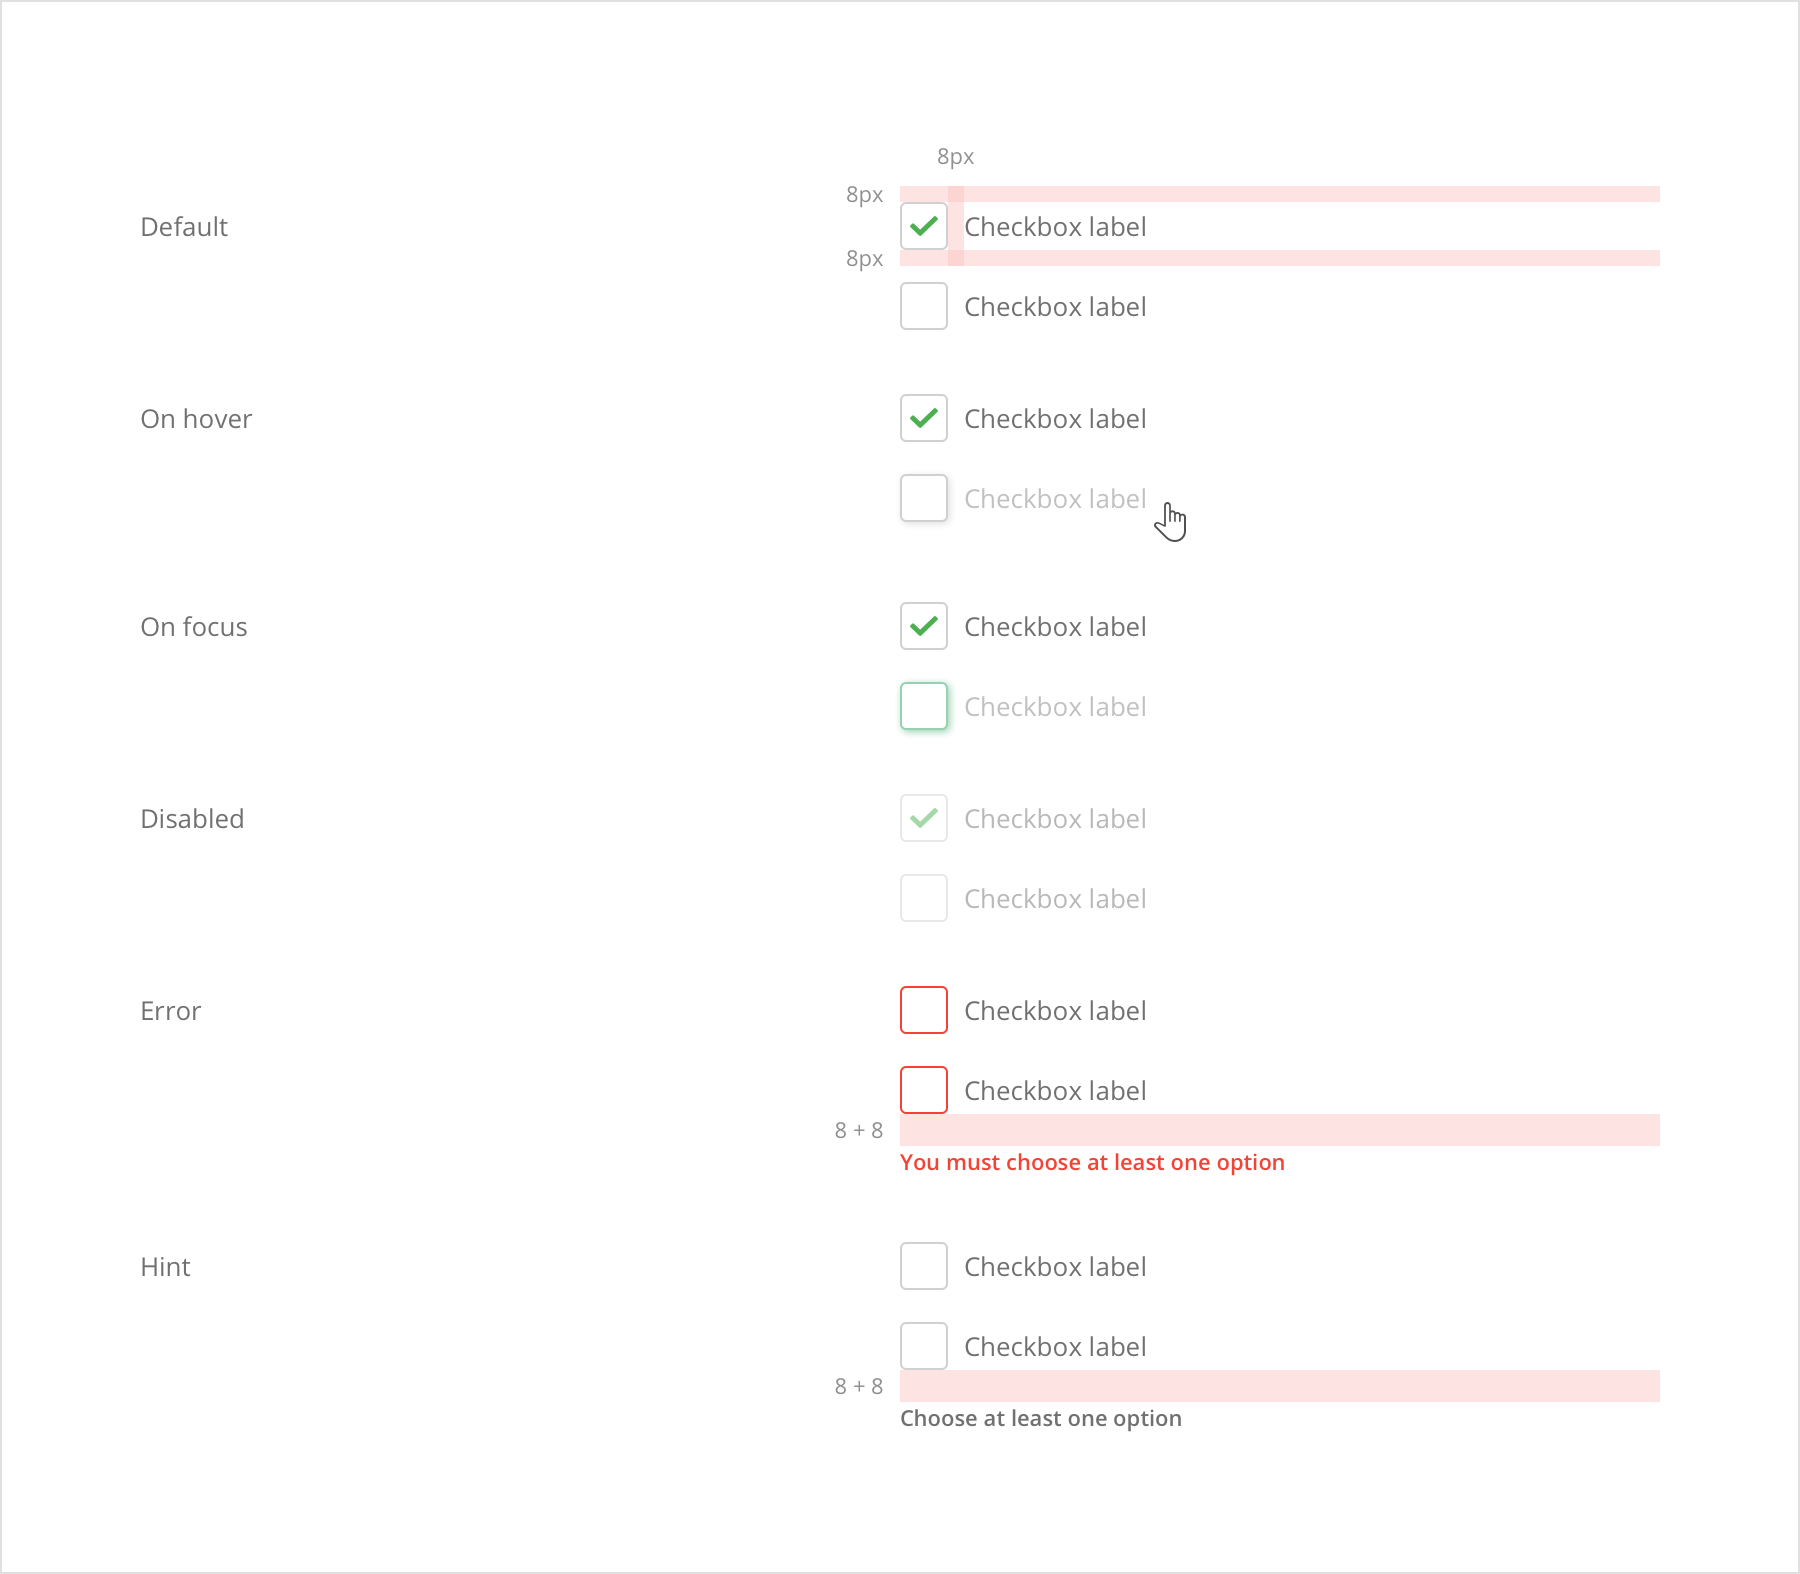 8px
8px
Default
Checkbox label
8px
Checkbox label
On hover
Checkbox label
Checkbox label
On focus
Checkbox label
Checkbox label
Disabled
Checkbox label
Checkbox label
Error
Checkbox label
Checkbox label
8 + 8
You must choose at least one option
Hint
Checkbox label
Checkbox label
8 + 8
Choose at least one option